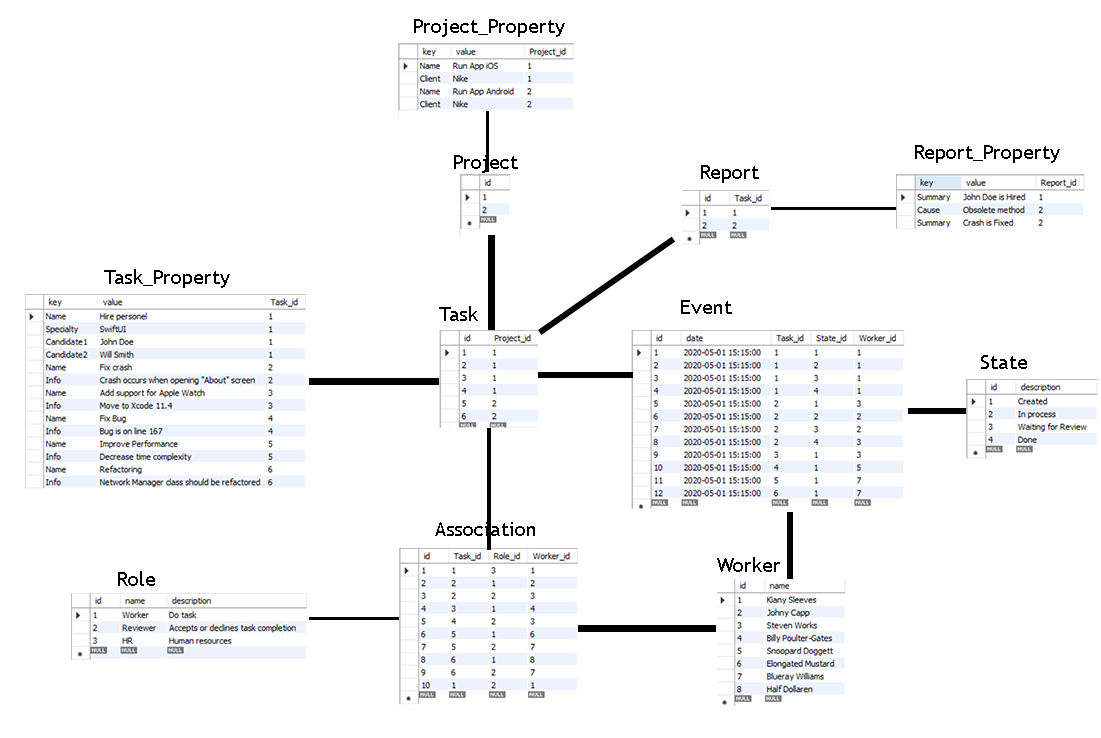 Project_Property
key value Project_id
Name Run App iOS 1
Client Nike 1
Name Run App Android 2
Client Nike 2
Project
id
1
2
NULL
Report
id Task_id
1 1
2 2
NULL NULL
Report_Property
key value Report_id
Summary John Doe is Hired 1
Cause Obsolete method 2
Summary Crash is Fixed 2
Task_Property
key value Task_id
Name Hire personel 1
Specialty SwiftUI 1
Candidate1 John Doe 1
Candidate2 Will Smith 1
Name Fix crash 2
Info Crash occurs when opening "About" screen 2
Name Add support for Apple Watch 3
Info Move to Xcode 11.4 3
Name Fix Bug 4
Info Bug is on line 167 4
Name Improve Performance 5
Info Decrease time complexity 5
Name Refactoring 6
Info Network Manager class should be refactored 6
Task
id Project_id
1 1
2 1
3 1
4 1
5 2
6 2
NULL NULL
Event
id date Task_id State_id Worker_id
1 2020-05-01 15:15:00 1 1 1
2 2020-05-01 15:15:00 1 2 1
3 2020-05-01 15:15:00 1 3 1
4 2020-05-01 15:15:00 1 4 1
5 2020-05-01 15:15:00 2 1 3
6 2020-05-01 15:15:00 2 2 2
7 2020-05-01 15:15:00 2 3 2
8 2020-05-01 15:15:00 2 4 3
9 2020-05-01 15:15:00 3 1 3
10 2020-05-01 15:15:00 4 1 5
11 2020-05-01 15:15:00 5 1 7
12 2020-05-01 15:15:00 6 1 7
NULL NULL NULL NULL NULL
State
id description
1 Created
2 In process
3 Waiting for Review
4 Done
NULL NULL
Association
id Task_id Role_id Worker_id
1 1 3 1
2 2 1 2
3 2 2 3
4 3 1 4
5 4 2 3
6 5 1 6
7 5 2 7
8 6 1 8
9 6 2 7
10 1 2 1
NULL NULL NULL NULL
Role
id name description
1 Worker Do task
2 Reviewer Accepts or declines task completion
3 HR Human resources
NULL NULL NULL
Worker
id name
1 Kiany Sleeves
2 Johny Capp
3 Steven Works
4 Billy Poulter-Gates
5 Snoopard Doggett
6 Elongated Mustard
7 Blueray Williams
8 Half Dollaren
NULL NULL